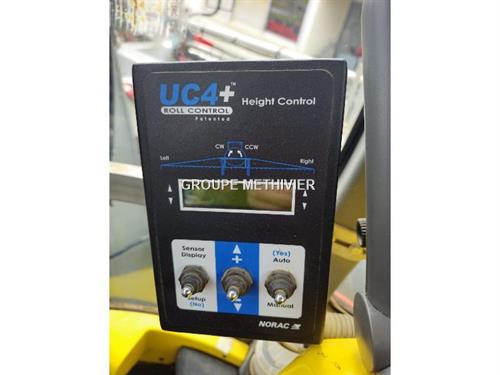 UC4+™
ROLL CONTROL
Patented
Height Control
CW CCW
Left Right
GROUPE METHIVIER
Sensor
Display
+
(Yes)
Auto
Setup
(No)
Manual
NORAC